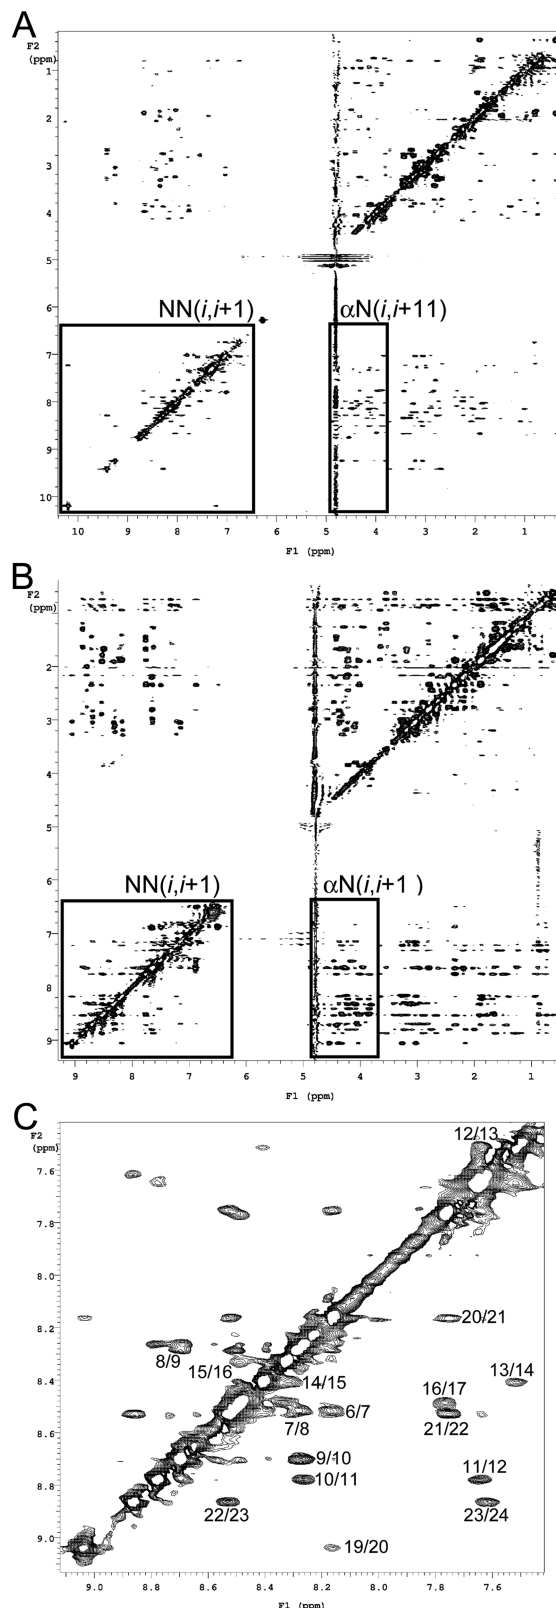 A
F2
(ppm)
1
2
3
4
5
6
NN(i,i+1)
αN(i,i+11)
7
8
9
10
10 9 8 7 6 5 4 3 2 1
F1 (ppm)
B
F2
(ppm)
1
2
3
4
5
6
NN(i,i+1)
αN(i,i+1 )
7
8
9
9 8 7 6 5 4 3 2 1
F1 (ppm)
C
F2
(ppm)
12/13
7.6
7.8
8.0
20/21
8.2
8/9
15/16
14/15
13/14
8.4
16/17
7/8
6/7
21/22
8.6
9/10
10/11
11/12
8.8
22/23
23/24
9.0
19/20
9.0 8.8 8.6 8.4 8.2 8.0 7.8 7.6
F1 (ppm)